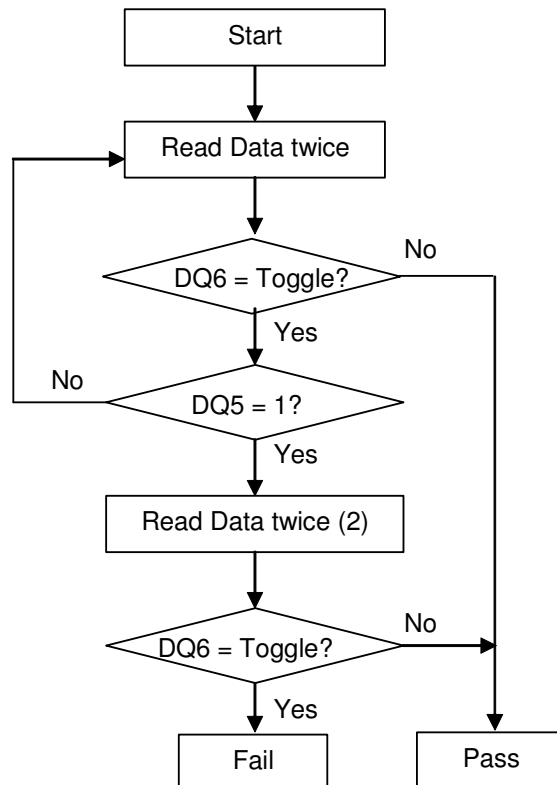 Start
Read Data twice
No
DQ6 = Toggle?
Yes
No
DQ5 = 1?
Yes
Read Data twice (2)
No
DQ6 = Toggle?
Yes
Fail
Pass